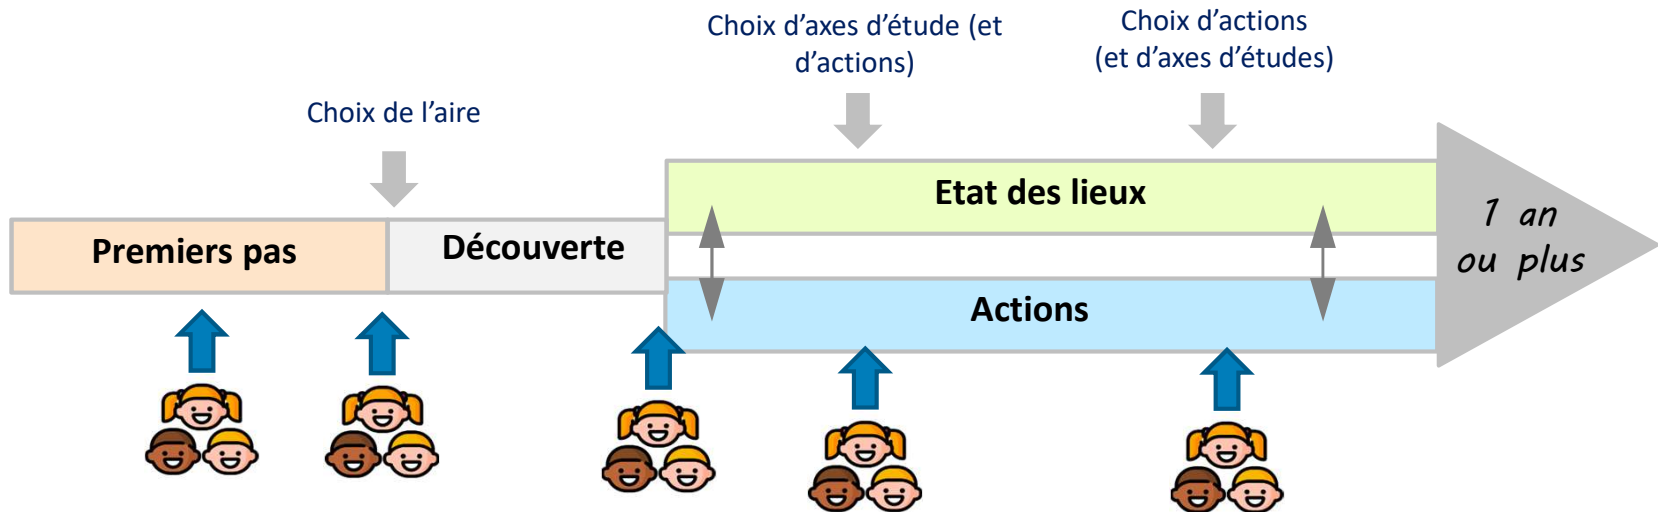 Choix d’axes d’étude (et
d’actions)
Choix d’actions
(et d’axes d’études)
Choix de l’aire
Etat des lieux
Premiers pas
Découverte
Actions
1 an
ou plus